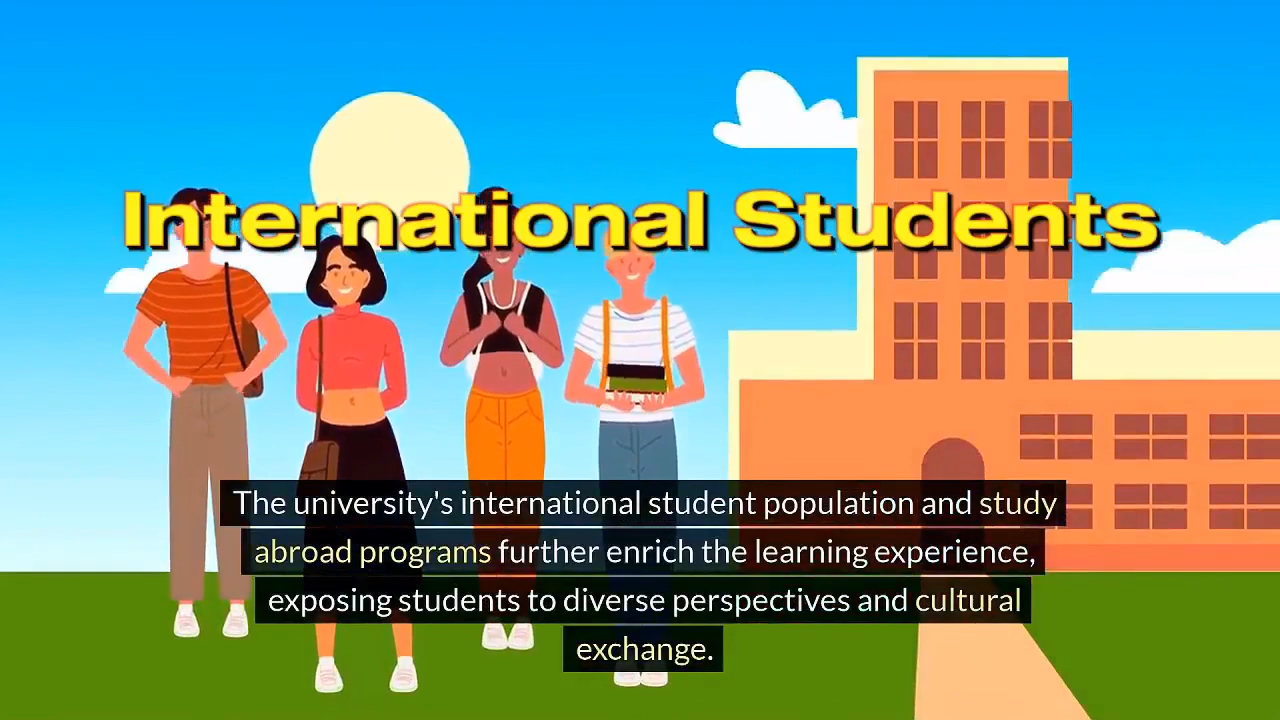 International Students
The university's international student population and study
abroad programs further enrich the learning experience,
exposing students to diverse perspectives and cultural
exchange.